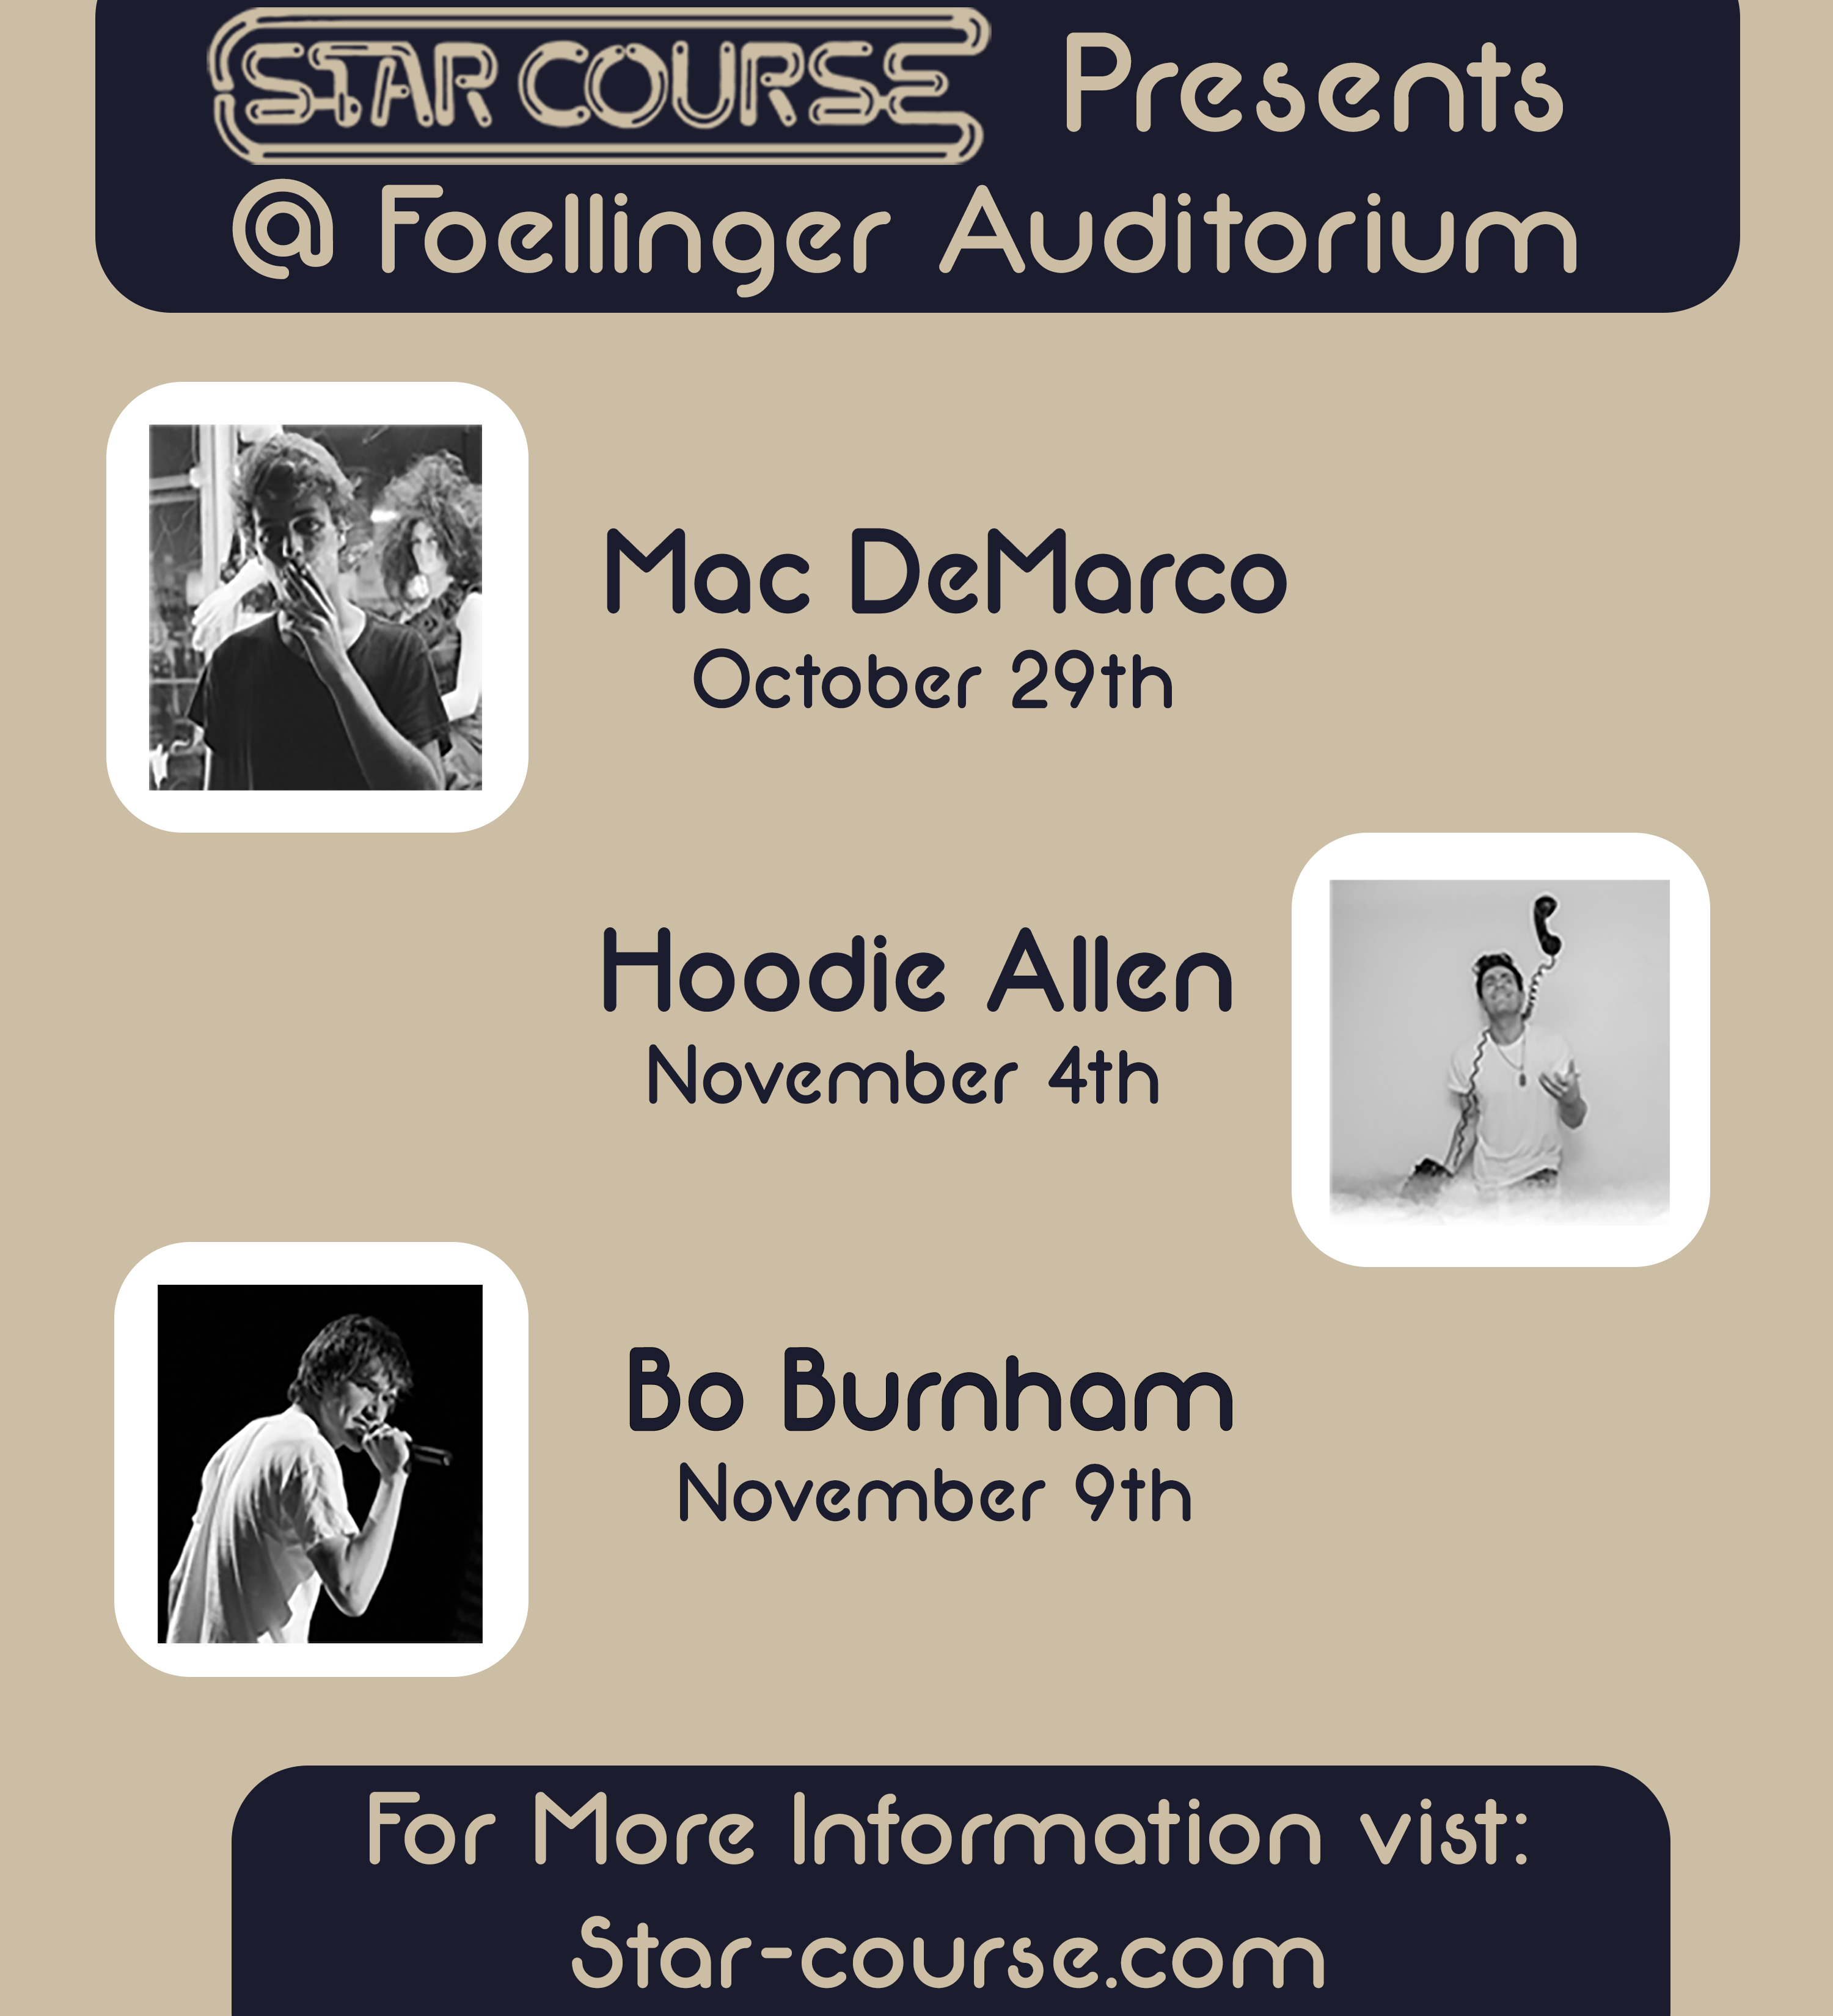 STAR COURSE Presents
@ Foellinger Auditorium
Mac DeMarco
October 29th
Hoodie Allen
November 4th
Bo Burnham
November 9th
For More Information vist:
Star-course.com